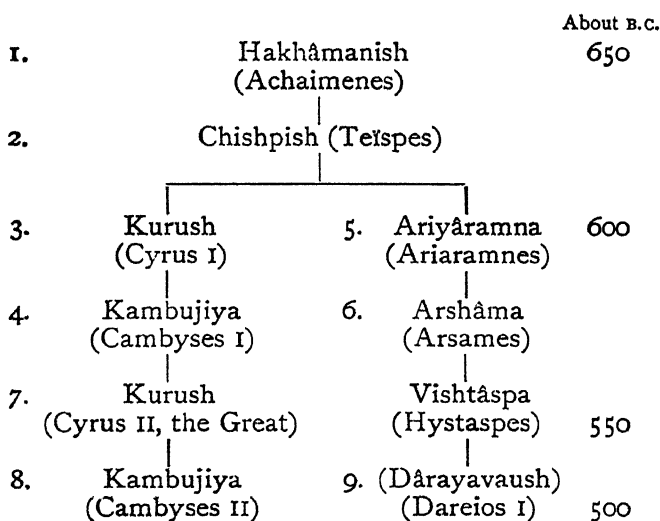 About B.C.
1. Hakhâmanish 650
(Achaimenes)
2. Chishpish (Teïspes)
3. Kurush 5. Ariyâramna 600
(Cyrus I) (Ariaramnes)
4. Kambujiya 6. Arshâma
(Cambyses I) (Arsames)
7. Kurush Vishtâspa
(Cyrus II, the Great) (Hystaspes) 550
8. Kambujiya 9. (Dârayavaush)
(Cambyses II) (Dareios I) 500